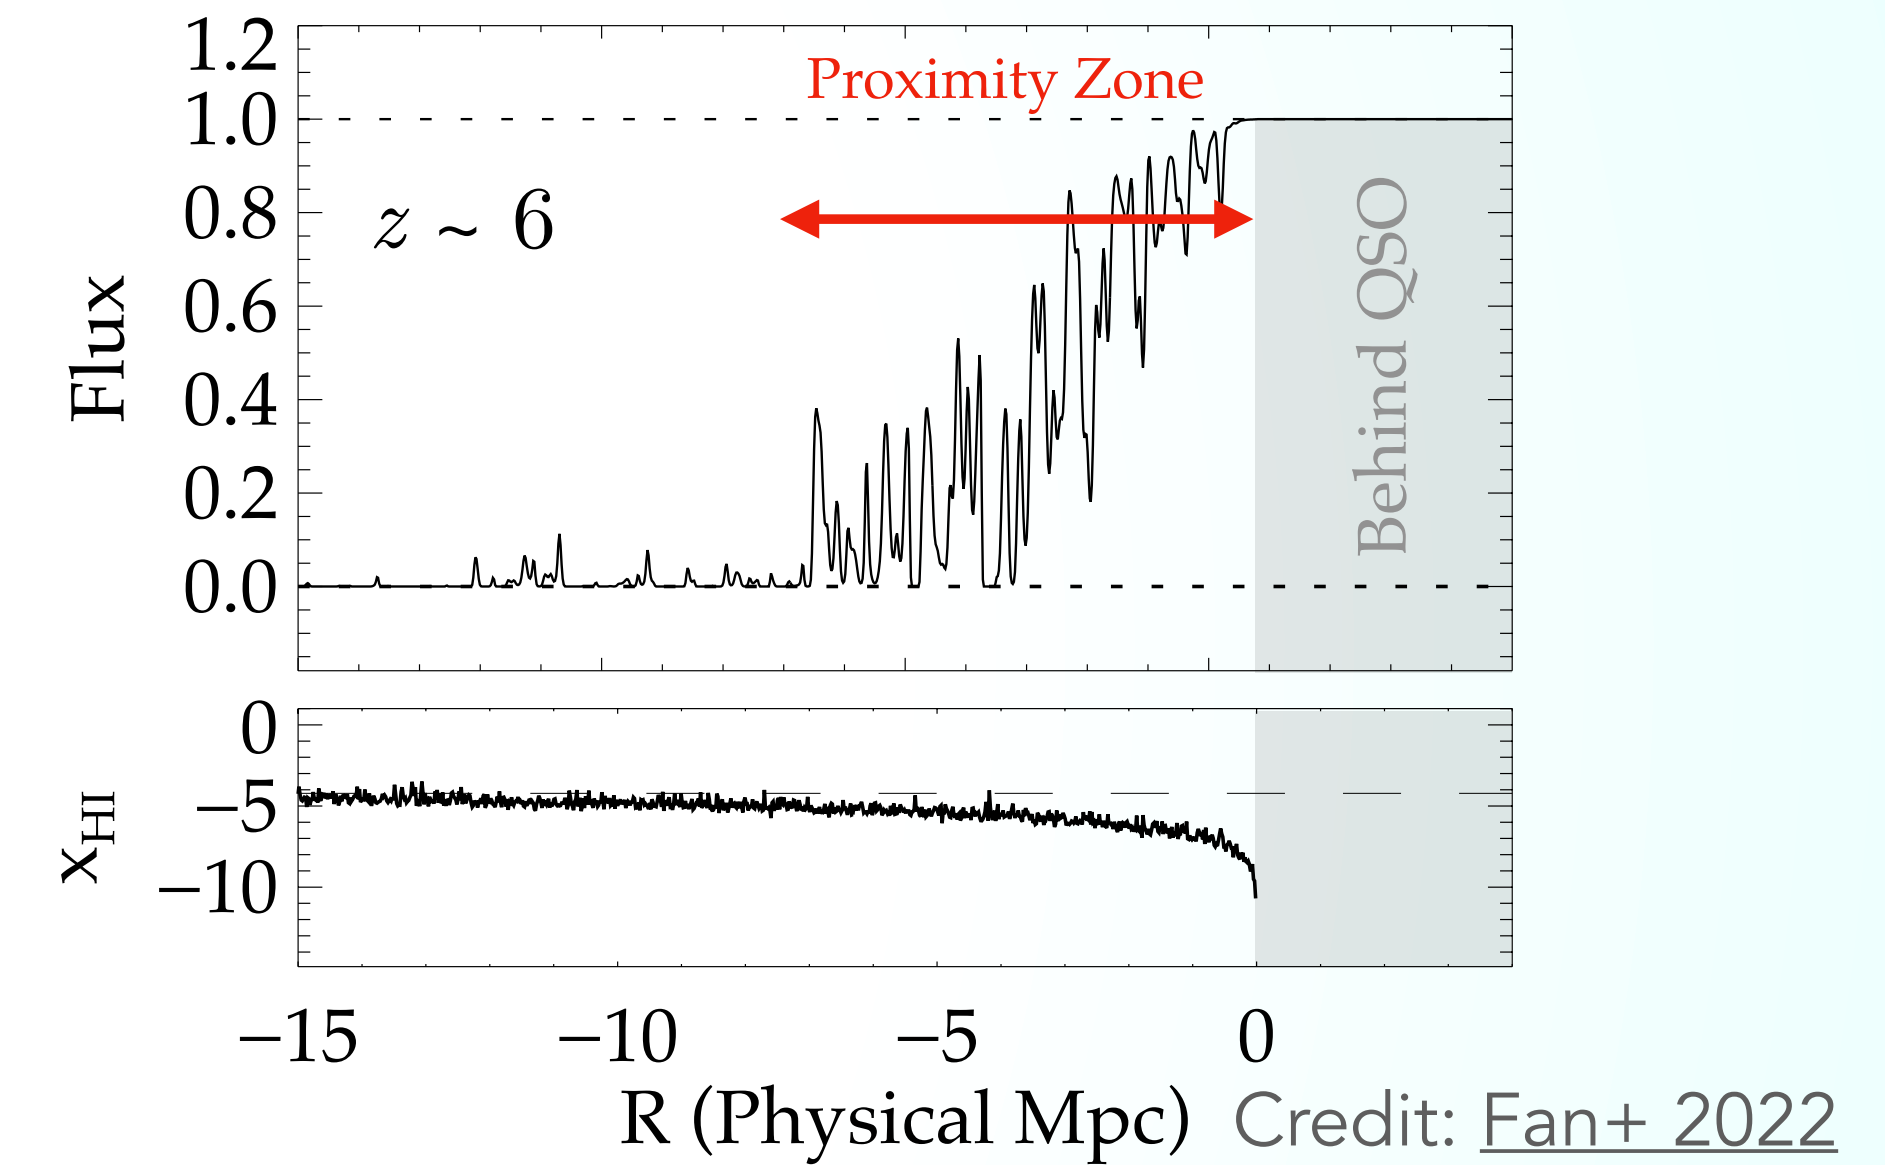 1.2
1.0
0.8
0.6
0.4
0.2
0.0
Flux
Proximity Zone
z ~ 6
Behind QSO
0
−5
−10
xHI
−15 −10 −5 0
R (Physical Mpc)
Credit: Fan+ 2022